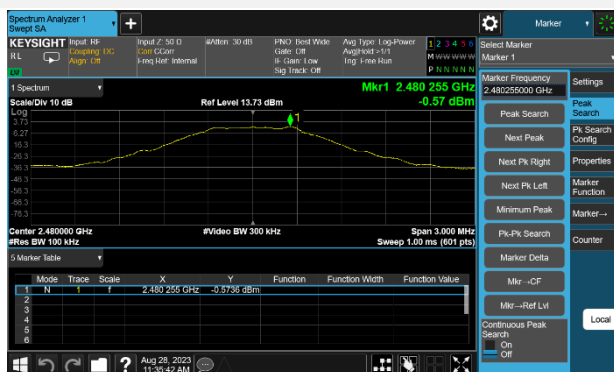 Spectrum Analyzer 1
Swept SA
Marker
KEYSIGHT
RL
Input: RF
Coupling: DC
Align: Off
Input Z: 50 Ω
Corr CCorr
Freq Ref: Internal
#Atten: 30 dB
PNO: Best Wide
Gate: Off
IF Gain: Low
Sig Track: Off
Avg Type: Log-Power
Avg|Hold:>1/1
Trig: Free Run
1 2 3 4 5 6
M W W W W W
P N N N N N
Select Marker
Marker 1
1 Spectrum
Scale/Div 10 dB
Ref Level 13.73 dBm
Mkr1 2.480 255 GHz
-0.57 dBm
Log
3.73
-6.27
-16.3
-26.3
-36.3
-46.3
-56.3
-66.3
-76.3
1
Center 2.480000 GHz
#Video BW 300 kHz
Span 3.000 MHz
#Res BW 100 kHz
Sweep 1.00 ms (601 pts)
5 Marker Table
Mode Trace Scale X Y Function Function Width Function Value
1 N 1 f 2.480 255 GHz -0.5736 dBm
2
3
4
5
6
Marker Frequency
2.480255000 GHz
Peak Search
Next Peak
Next Pk Right
Next Pk Left
Minimum Peak
Pk-Pk Search
Marker Delta
Mkr→CF
Mkr→Ref Lvl
Continuous Peak
Search
On
Off
Settings
Peak
Search
Pk Search
Config
Properties
Marker
Function
Marker→
Counter
Local
?
Aug 28, 2023
11:35:42 AM